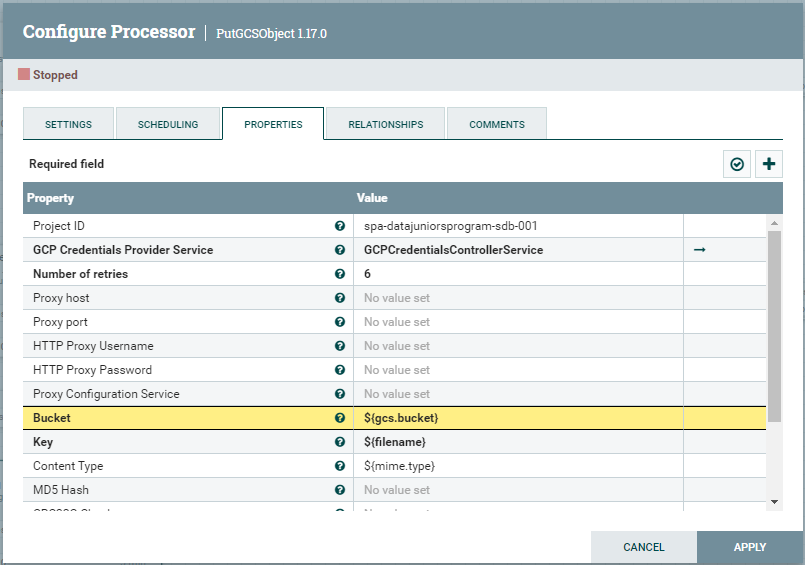 Configure Processor | PutGCSObject 1.17.0
Stopped
SETTINGS SCHEDULING PROPERTIES RELATIONSHIPS COMMENTS
Required field
Property Value
Project ID spa-datajuniorsprogram-sdb-001
GCP Credentials Provider Service GCPCredentialsControllerService
Number of retries 6
Proxy host No value set
Proxy port No value set
HTTP Proxy Username No value set
HTTP Proxy Password No value set
Proxy Configuration Service No value set
Bucket ${gcs.bucket}
Key ${filename}
Content Type ${mime.type}
MD5 Hash No value set
CANCEL APPLY